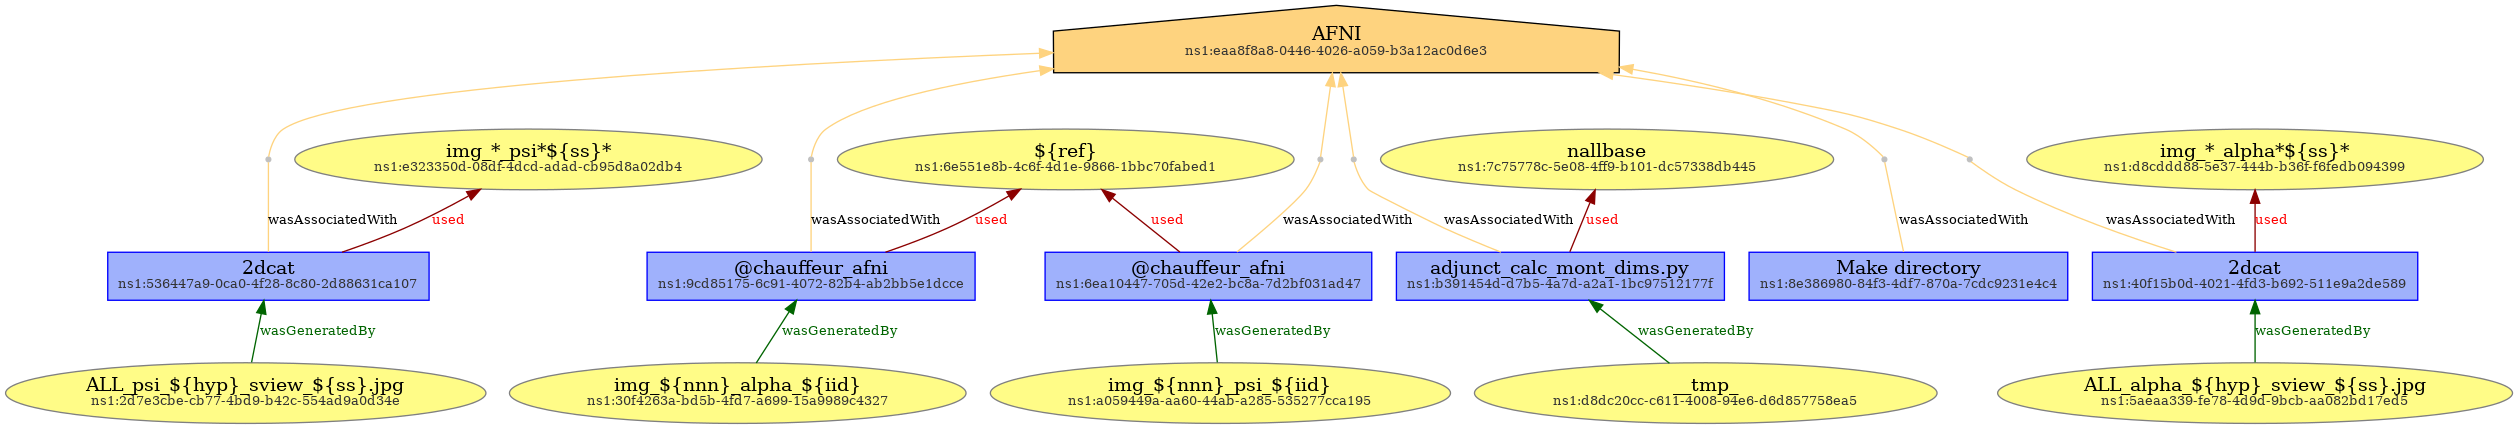 AFNI
ns1:eaa8f8a8-0446-4026-a059-b3a12ac0d6e3
img_*_psi*${ss}*
ns1:e323350d-08df-4dcd-adad-cb95d8a02db4
${ref}
ns1:6e551e8b-4c6f-4d1e-9866-1bbc70fabed1
nallbase
ns1:7c75778c-5e08-4ff9-b101-dc57338db445
img_*_alpha*${ss}*
ns1:d8cddd88-5e37-444b-b36f-f6fedb094399
wasAssociatedWith
used
wasAssociatedWith
used
used
wasAssociatedWith
wasAssociatedWith
used
wasAssociatedWith
wasAssociatedWith
used
2dcat
ns1:536447a9-0ca0-4f28-8c80-2d88631ca107
@chauffeur_afni
ns1:9cd85175-6c91-4072-82b4-ab2bb5e1dcce
@chauffeur_afni
ns1:6ea10447-705d-42e2-bc8a-7d2bf031ad47
adjunct_calc_mont_dims.py
ns1:b391454d-d7b5-4a7d-a2a1-1bc97512177f
Make directory
ns1:8e386980-84f3-4df7-870a-7cdc9231e4c4
2dcat
ns1:40f15b0d-4021-4fd3-b692-511e9a2de589
wasGeneratedBy
wasGeneratedBy
wasGeneratedBy
wasGeneratedBy
wasGeneratedBy
ALL_psi_${hyp}_sview_${ss}.jpg
ns1:2d7e3cbe-cb77-4bd9-b42c-554ad9a0d34e
img_${nnn}_alpha_${iid}
ns1:30f4263a-bd5b-4fd7-a699-15a9989c4327
img_${nnn}_psi_${iid}
ns1:a059449a-aa60-44ab-a285-535277cca195
__tmp_
ns1:d8dc20cc-c611-4008-94e6-d6d857758ea5
ALL_alpha_${hyp}_sview_${ss}.jpg
ns1:5aeaa339-fe78-4d9d-9bcb-aa082bd17ed5